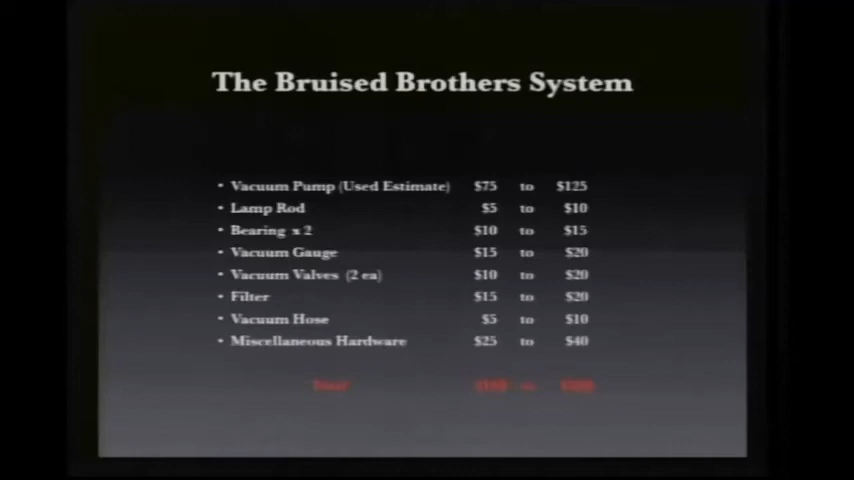 The Bruised Brothers System
• Vacuum Pump (Used Estimate) $75 to $125
• Lamp Rod $5 to $10
• Bearing x 2 $10 to $15
• Vacuum Gauge $15 to $20
• Vacuum Valves (2 ea) $10 to $20
• Filter $15 to $20
• Vacuum Hose $5 to $10
• Miscellaneous Hardware $25 to $40
Total to